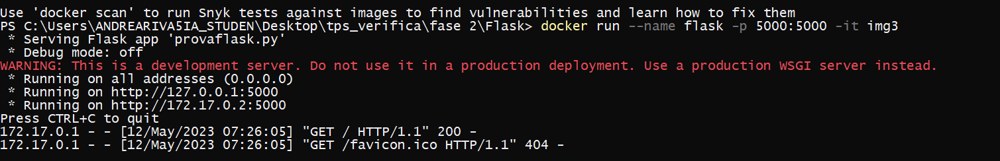 Use 'docker scan' to run Snyk tests against images to find vulnerabilities and learn how to fix them
PS C:\Users\ANDREARIVA5IA_STUDEN\Desktop\tps_verifica\fase 2\Flask> docker run --name flask -p 5000:5000 -it img3
 * Serving Flask app 'provaflask.py'
 * Debug mode: off
WARNING: This is a development server. Do not use it in a production deployment. Use a production WSGI server instead.
 * Running on all addresses (0.0.0.0)
 * Running on http://127.0.0.1:5000
 * Running on http://172.17.0.2:5000
Press CTRL+C to quit
172.17.0.1 - - [12/May/2023 07:26:05] "GET / HTTP/1.1" 200 -
172.17.0.1 - - [12/May/2023 07:26:05] "GET /favicon.ico HTTP/1.1" 404 -